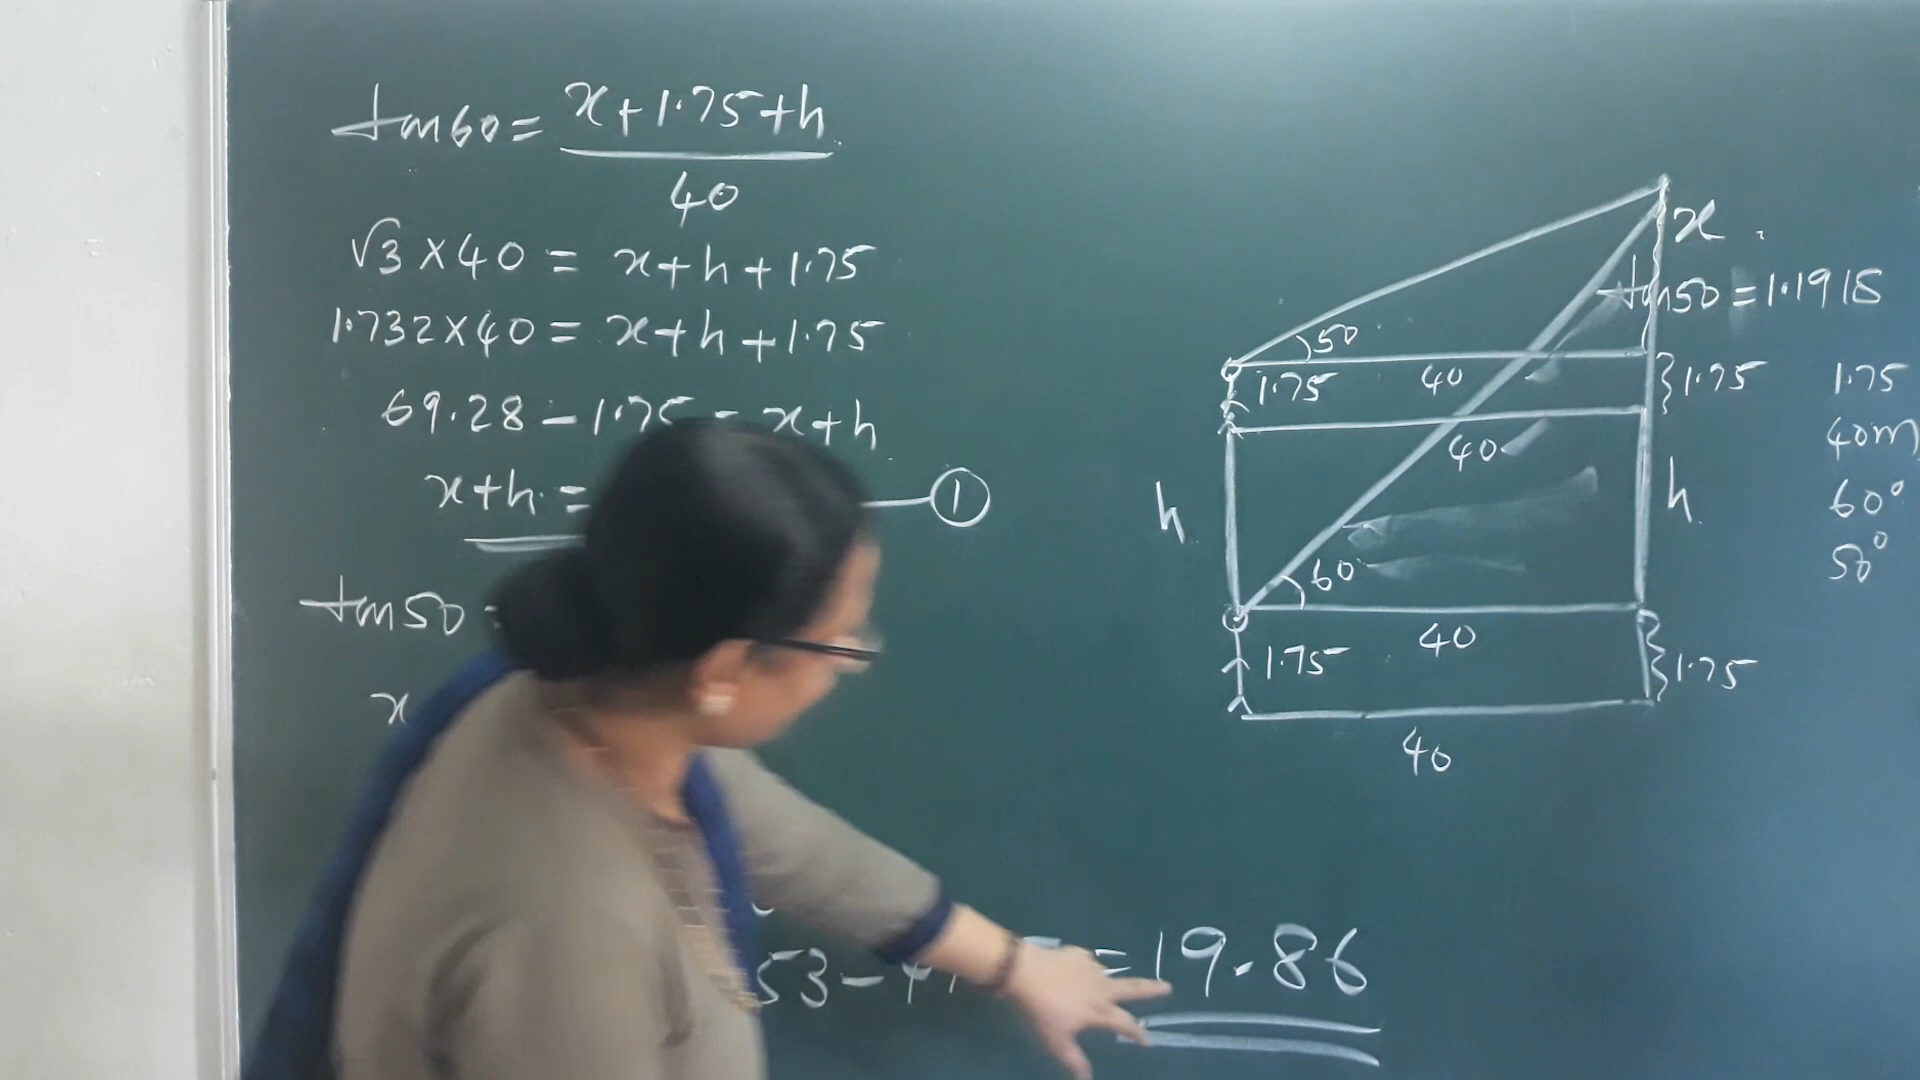 tan60 = x+1.75+h
40
√3 × 40 = x+h+1.75
1.732×40 = x+h+1.75
69.28 - 1.75 = x+h
x+h =
1
tan50
x
53 -
= 19.86
x
tan50 = 1.1918
50
1.75
40
1.75
40
h
h
60
40
1.75
1.75
40
1.75
40m
60°
50°